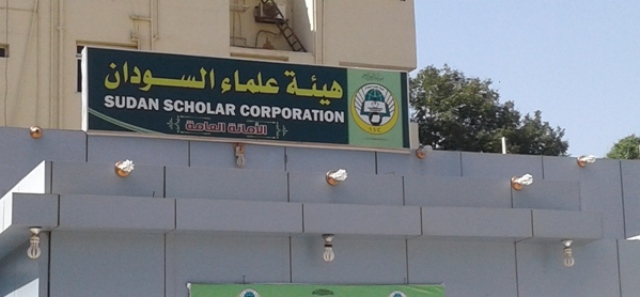 هيئة علماء السودان
SUDAN SCHOLAR CORPORATION
الأمانة العامة
S.S.C